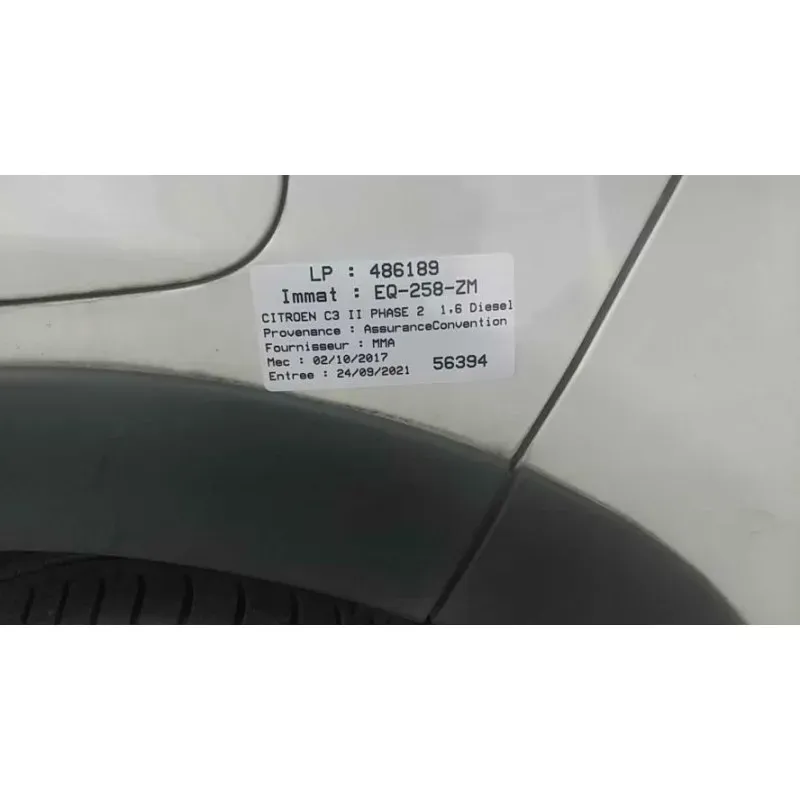 LP : 486189
Immat : EQ-258-ZM
CITROEN C3 II PHASE 2 1,6 Diesel
Provenance : AssuranceConvention
Fournisseur : MMA
Mec : 02/10/2017
Entree : 24/09/2021 56394